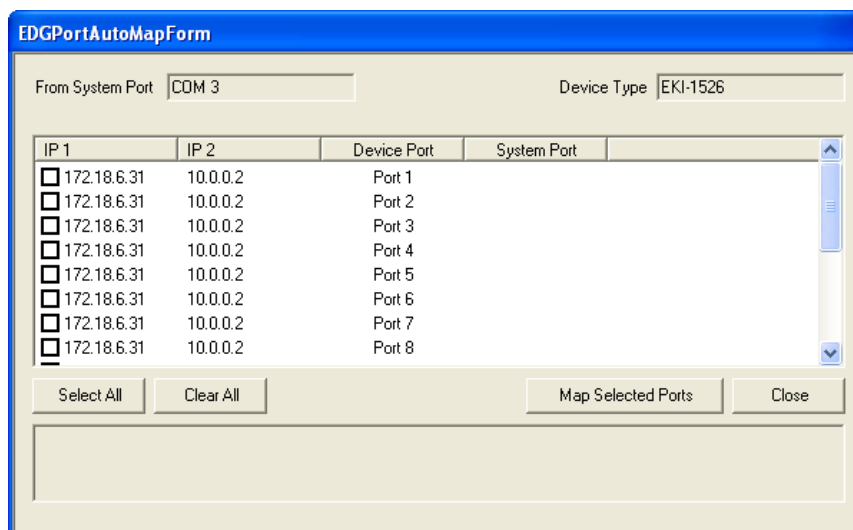 EDGPortAutoMapForm
From System Port COM 3 Device Type EKI-1526
IP 1 IP 2 Device Port System Port
172.18.6.31 10.0.0.2 Port 1
172.18.6.31 10.0.0.2 Port 2
172.18.6.31 10.0.0.2 Port 3
172.18.6.31 10.0.0.2 Port 4
172.18.6.31 10.0.0.2 Port 5
172.18.6.31 10.0.0.2 Port 6
172.18.6.31 10.0.0.2 Port 7
172.18.6.31 10.0.0.2 Port 8
Select All Clear All Map Selected Ports Close